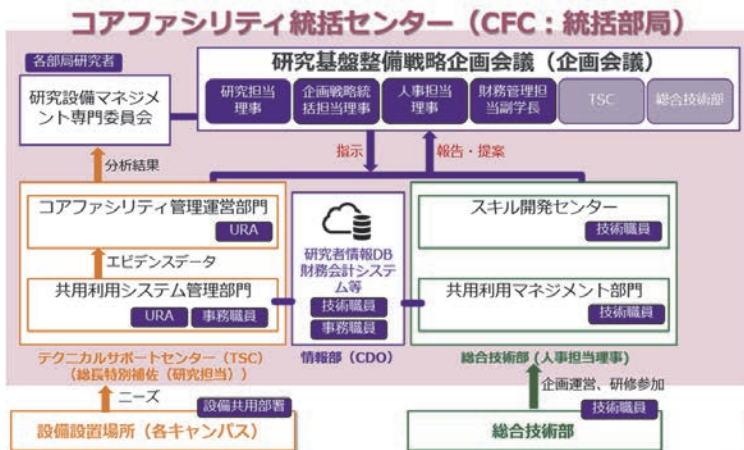 コアファシリティ統括センター（CFC：統括部局）
各部局研究者
研究設備マネジメ
ント専門委員会
研究基盤整備戦略企画会議（企画会議）
研究担当
理事
企画戦略統
括担当理事
人事担当
理事
財務管理担
当副学長
TSC
総合技術部
指示
報告・提案
分析結果
コアファシリティ管理運営部門
URA
エビデンスデータ
共用利用システム管理部門
URA
事務職員
テクニカルサポートセンター（TSC）
（総長特別補佐（研究担当））
研究者情報DB
財務会計システ
ム等
技術職員
事務職員
情報部（CDO）
スキル開発センター
技術職員
共用利用マネジメント部門
技術職員
総合技術部（人事担当理事）
ニーズ
設備共用部署
設備設置場所（各キャンパス）
企画運営、研修参加
技術職員
総合技術部